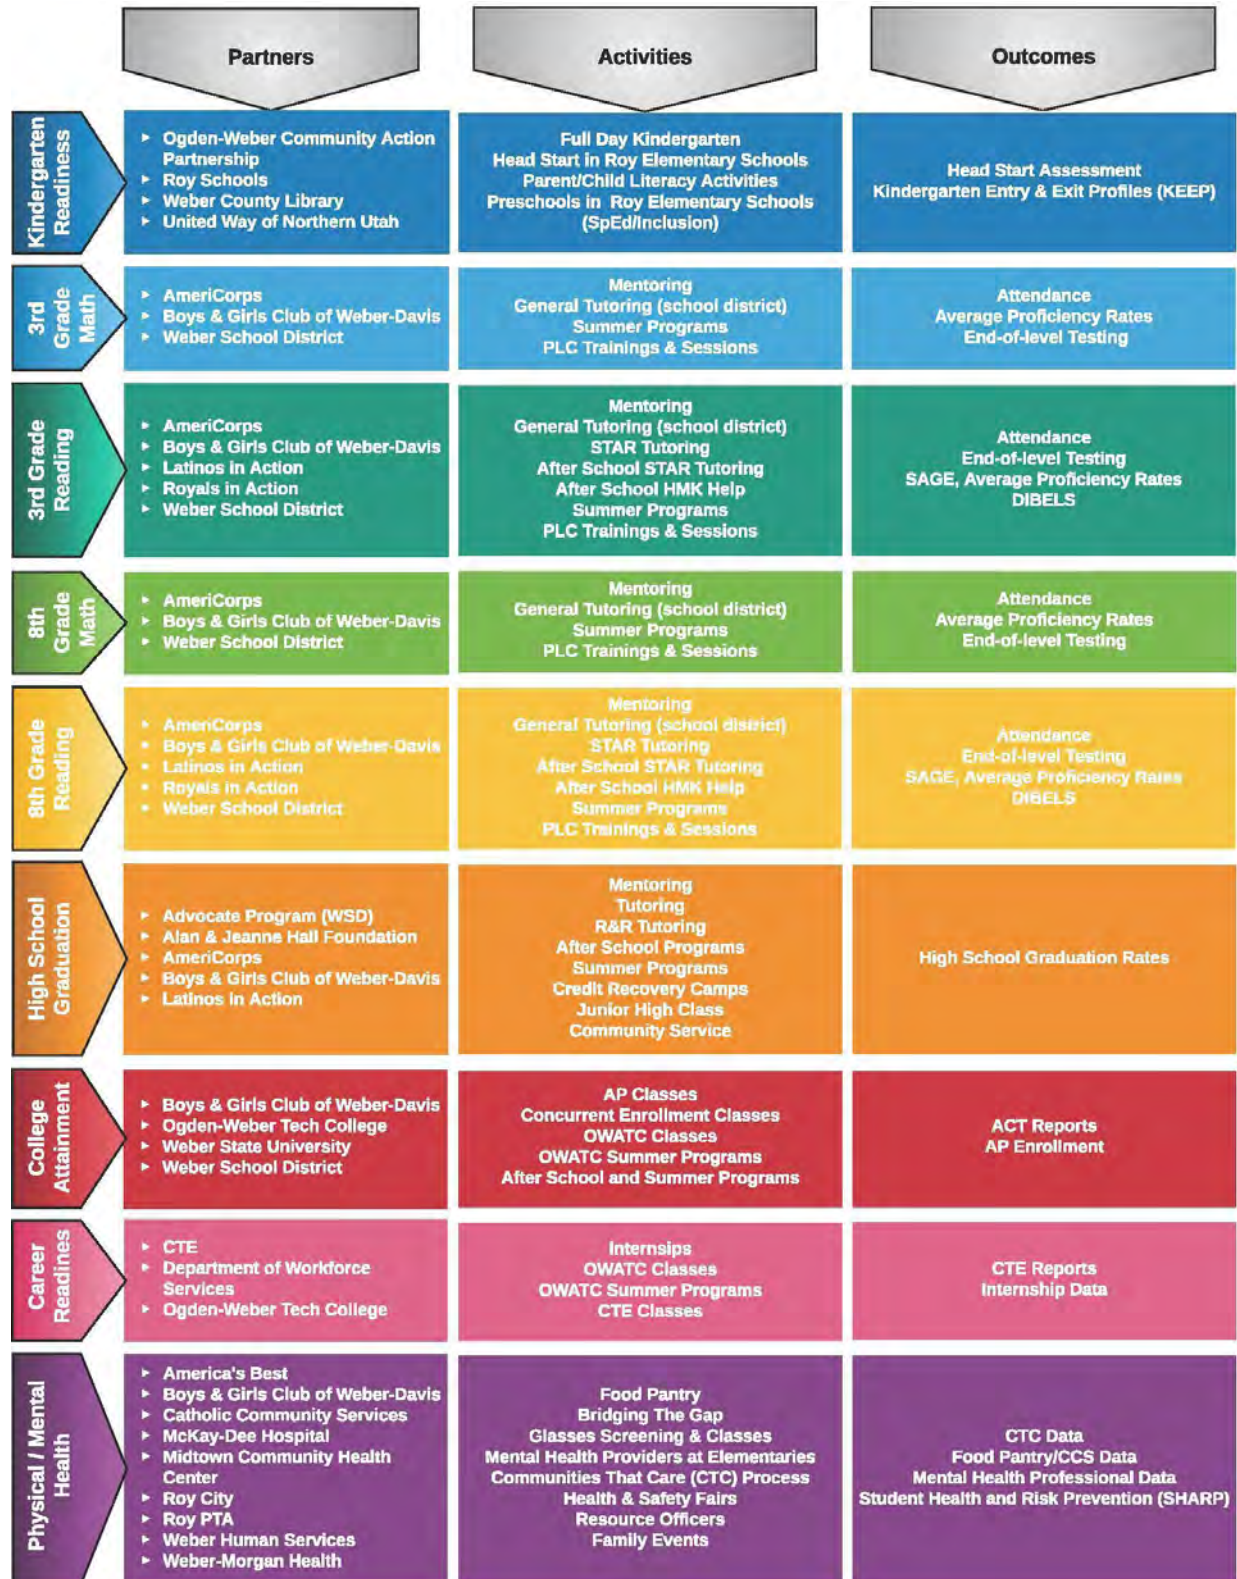 Partners
Activities
Outcomes
Kindergarten
Readiness
► Ogden-Weber Community Action
Partnership
► Roy Schools
► Weber County Library
► United Way of Northern Utah
Full Day Kindergarten
Head Start in Roy Elementary Schools
Parent/Child Literacy Activities
Preschools in Roy Elementary Schools
(SpEd/Inclusion)
Head Start Assessment
Kindergarten Entry & Exit Profiles (KEEP)
3rd
Grade
Math
► AmeriCorps
► Boys & Girls Club of Weber-Davis
► Weber School District
Mentoring
General Tutoring (school district)
Summer Programs
PLC Trainings & Sessions
Attendance
Average Proficiency Rates
End-of-level Testing
3rd Grade
Reading
► AmeriCorps
► Boys & Girls Club of Weber-Davis
► Latinos in Action
► Royals in Action
► Weber School District
Mentoring
General Tutoring (school district)
STAR Tutoring
After School STAR Tutoring
After School HMK Help
Summer Programs
PLC Trainings & Sessions
Attendance
End-of-level Testing
SAGE, Average Proficiency Rates
DIBELS
8th
Grade
Math
► AmeriCorps
► Boys & Girls Club of Weber-Davis
► Weber School District
Mentoring
General Tutoring (school district)
Summer Programs
PLC Trainings & Sessions
Attendance
Average Proficiency Rates
End-of-level Testing
8th Grade
Reading
• AmeriCorps
• Boys & Girls Club of Weber-Davis
• Latinos in Action
• Royals in Action
• Weber School District
Mentoring
General Tutoring (school district)
STAR Tutoring
After School STAR Tutoring
After School HMK Help
Summer Programs
PLC Trainings & Sessions
Attendance
End-of-level Testing
SAGE, Average Proficiency Rates
DIBELS
High School
Graduation
► Advocate Program (WSD)
► Alan & Jeanne Hall Foundation
► AmeriCorps
► Boys & Girls Club of Weber-Davis
► Latinos in Action
Mentoring
Tutoring
R&R Tutoring
After School Programs
Summer Programs
Credit Recovery Camps
Junior High Class
Community Service
High School Graduation Rates
College
Attainment
► Boys & Girls Club of Weber-Davis
► Ogden-Weber Tech College
► Weber State University
► Weber School District
AP Classes
Concurrent Enrollment Classes
OWATC Classes
OWATC Summer Programs
After School and Summer Programs
ACT Reports
AP Enrollment
Career
Readines
► CTE
► Department of Workforce
Services
► Ogden-Weber Tech College
Internsips
OWATC Classes
OWATC Summer Programs
CTE Classes
CTE Reports
Internship Data
Physical / Mental
Health
► America's Best
► Boys & Girls Club of Weber-Davis
► Catholic Community Services
► McKay-Dee Hospital
► Midtown Community Health
Center
► Roy City
► Roy PTA
► Weber Human Services
► Weber-Morgan Health
Food Pantry
Bridging The Gap
Glasses Screening & Classes
Mental Health Providers at Elementaries
Communities That Care (CTC) Process
Health & Safety Fairs
Resource Officers
Family Events
CTC Data
Food Pantry/CCS Data
Mental Health Professional Data
Student Health and Risk Prevention (SHARP)